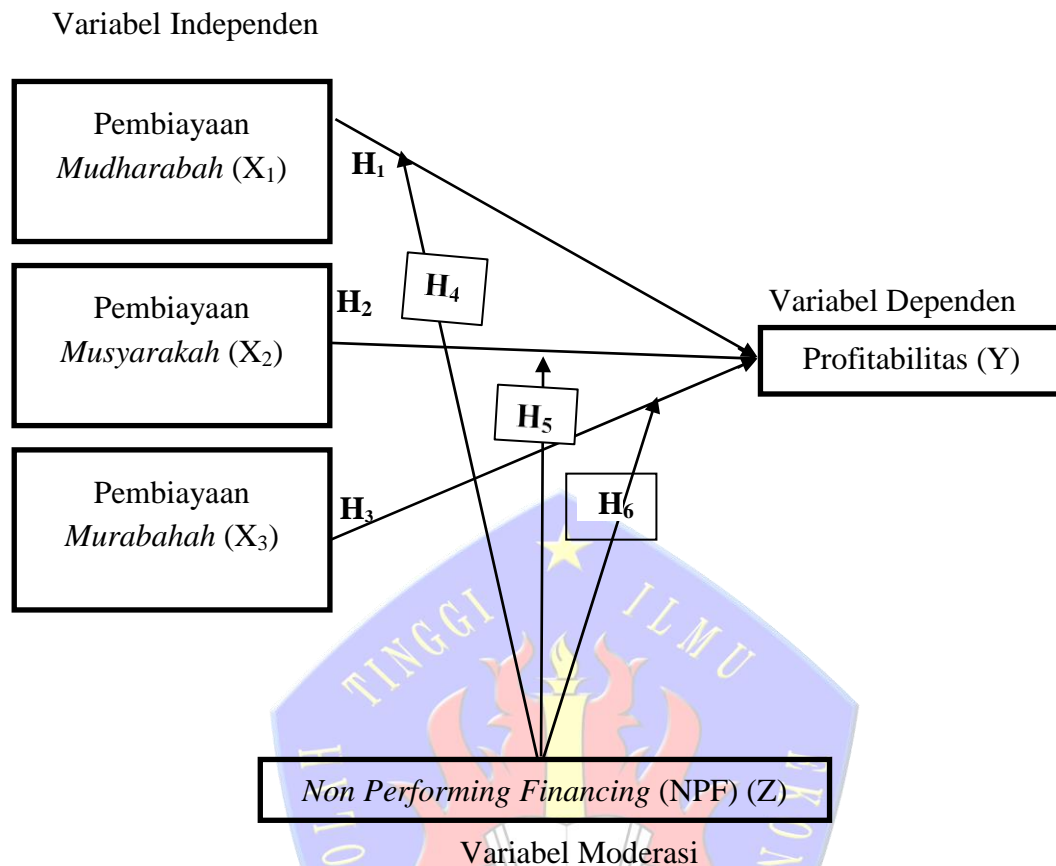 Variabel Independen
Pembiayaan
Mudharabah (X₁)
H₁
H₄
Pembiayaan
Musyarakah (X₂)
H₂
Variabel Dependen
Profitabilitas (Y)
H₅
Pembiayaan
Murabahah (X₃)
H₃
H₆
TINGGI ILMU
EKON
Non Performing Financing (NPF) (Z)
Variabel Moderasi